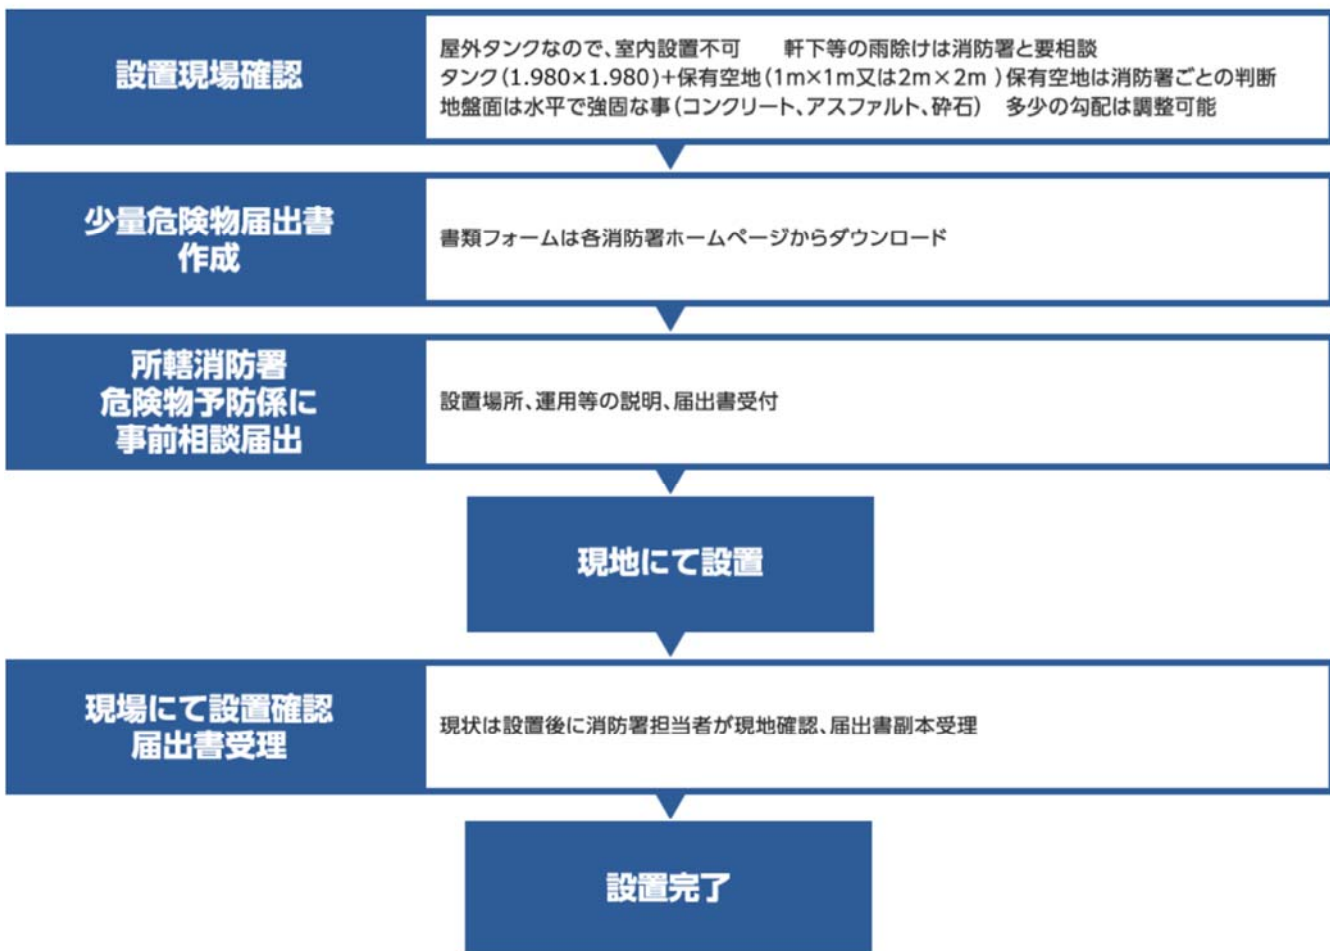 設置現場確認
屋外タンクなので、室内設置不可　軒下等の雨除けは消防署と要相談
タンク(1.980×1.980)+保有空地(1m×1m又は2m×2m )保有空地は消防署ごとの判断
地盤面は水平で強固な事(コンクリート、アスファルト、砕石)　多少の勾配は調整可能
少量危険物届出書
作成
書類フォームは各消防署ホームページからダウンロード
所轄消防署
危険物予防係に
事前相談届出
設置場所、運用等の説明、届出書受付
現地にて設置
現場にて設置確認
届出書受理
現状は設置後に消防署担当者が現地確認、届出書副本受理
設置完了